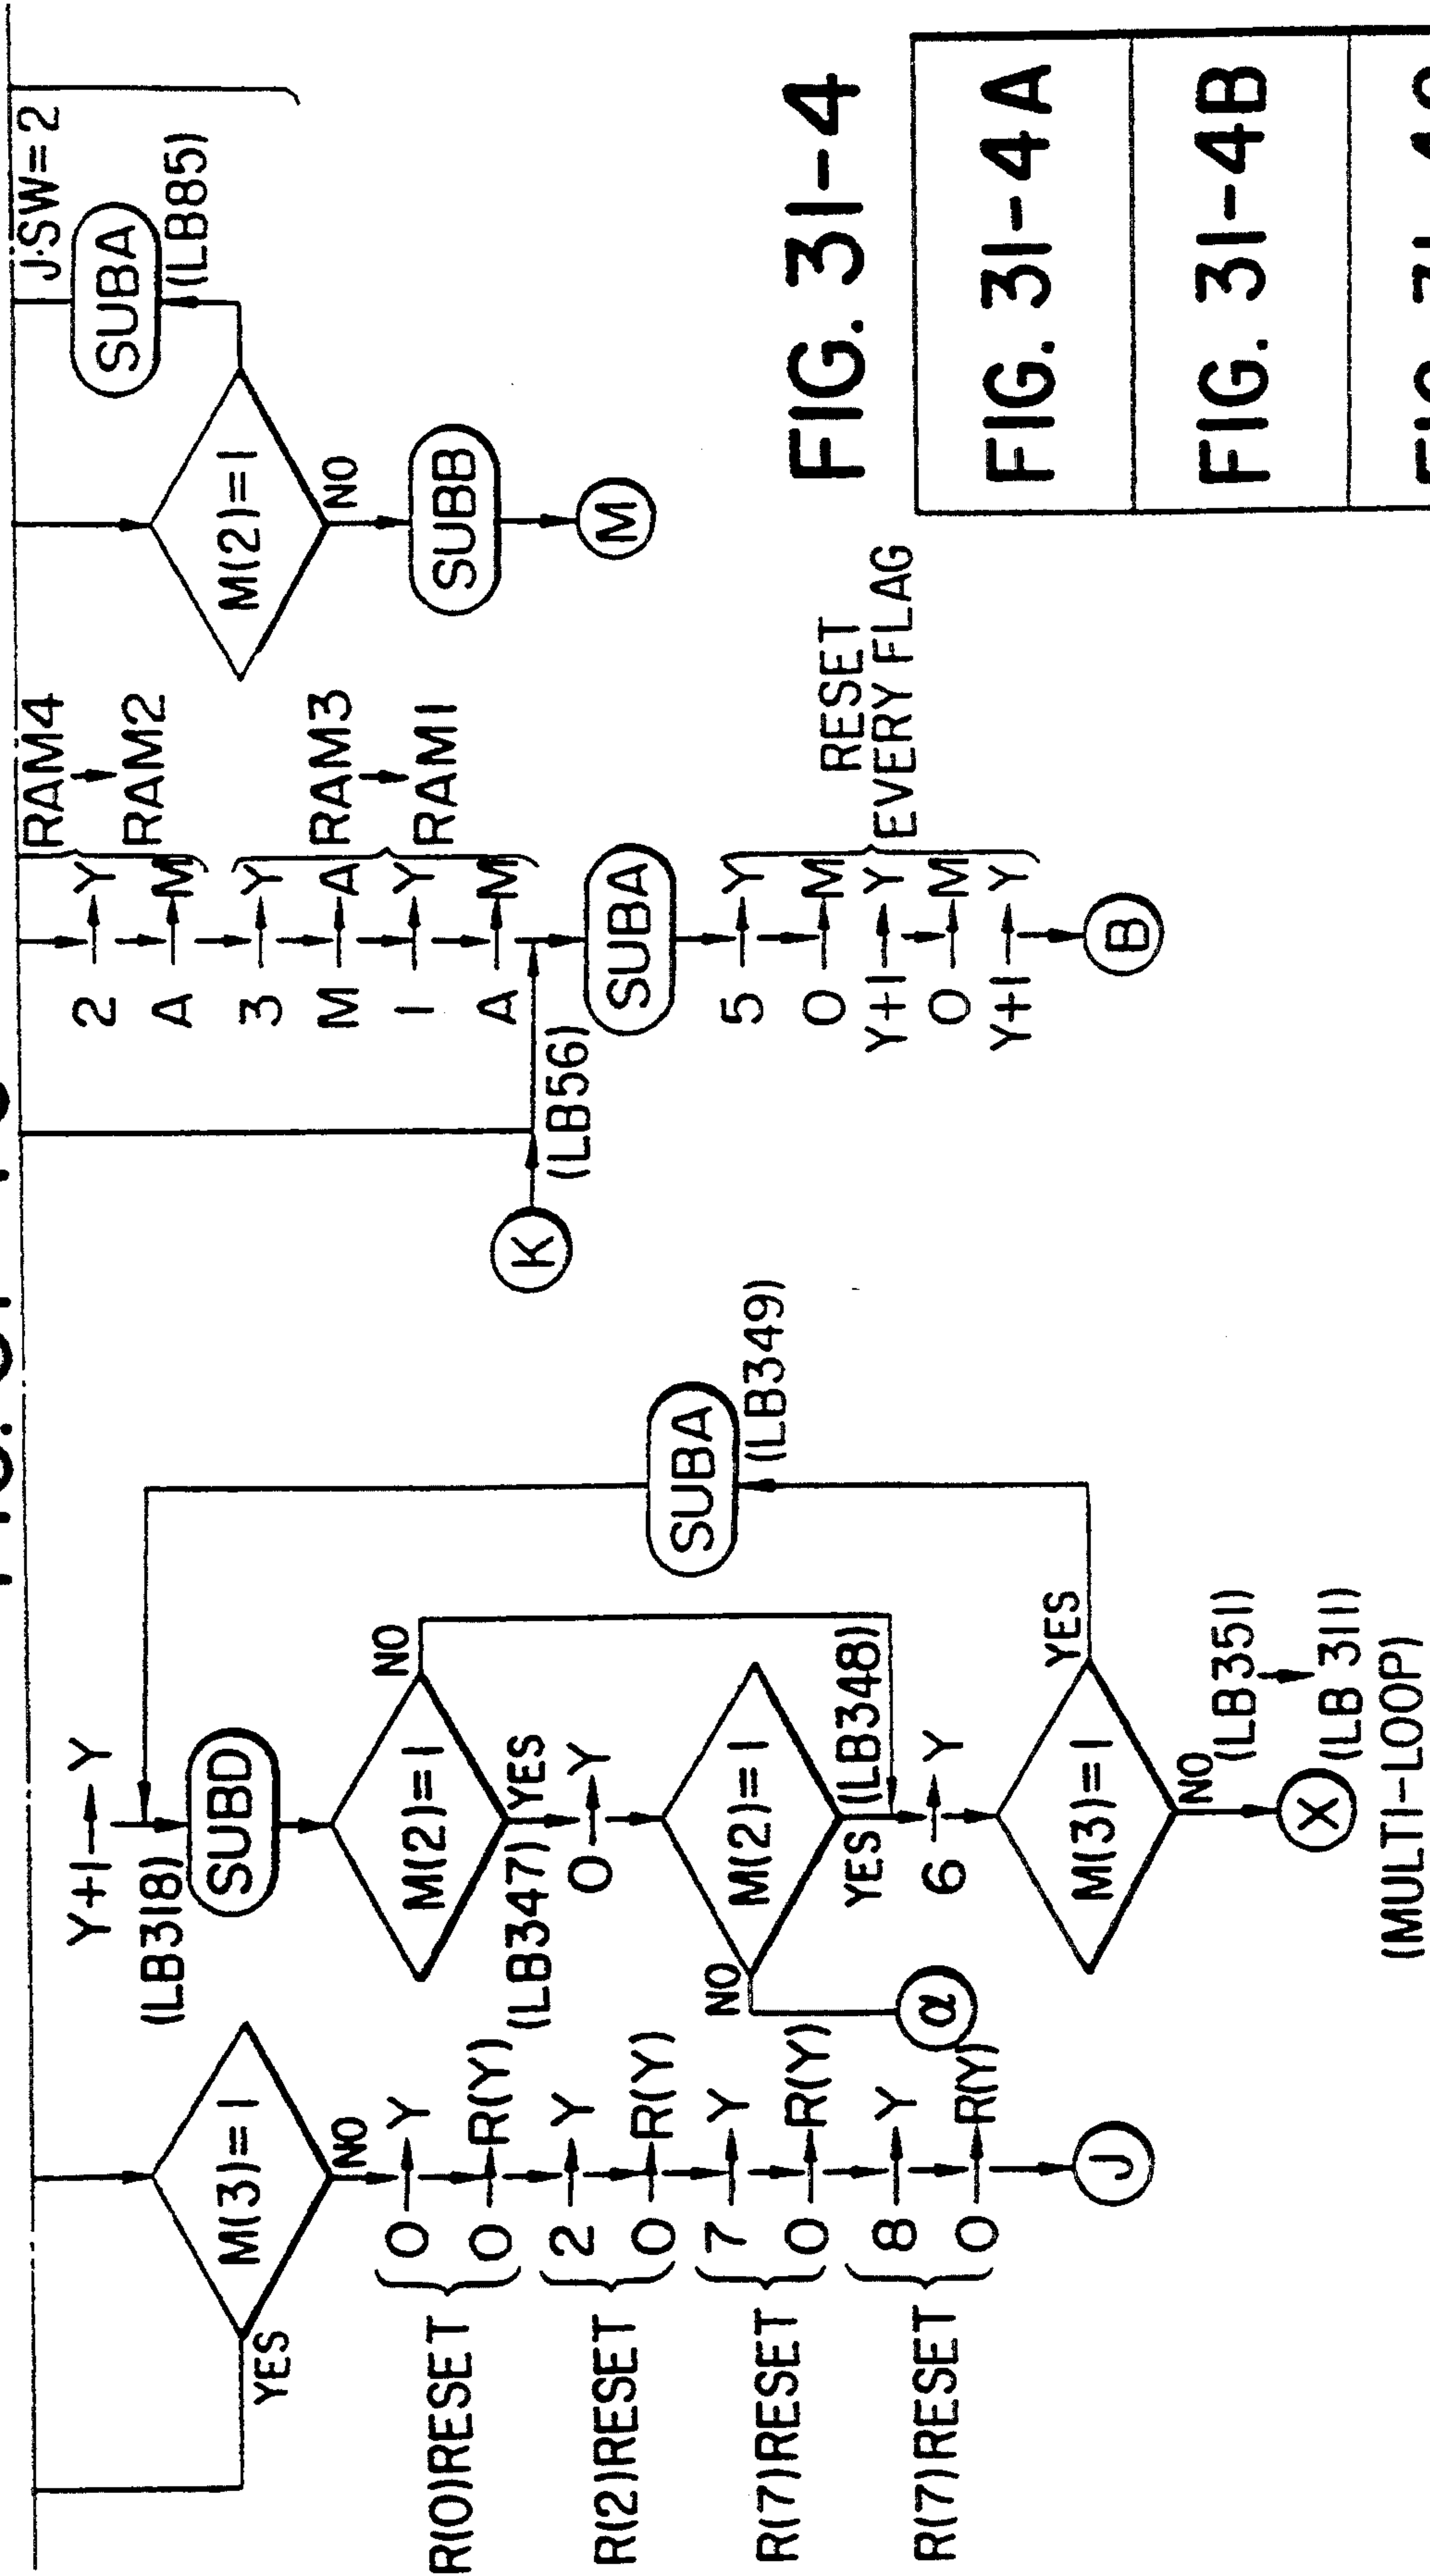 M(3)=1
YES
NO
0→Y
0→R(Y)
R(0)RESET
2→Y
0→R(Y)
R(2)RESET
7→Y
0→R(Y)
R(7)RESET
8→Y
0→R(Y)
R(7)RESET
J
Y+1→Y
(LB318)
SUBD
M(2)=1
NO
(LB347)
YES
0→Y
M(2)=1
NO
α
YES
(LB348)
6→Y
M(3)=1
YES
NO
X
(LB351)
↓
(LB 311)
(MULTI-LOOP)
SUBA
(LB349)
K
(LB56)
2→Y
A→M
RAM4
↓
RAM2
3→Y
M→A
1→Y
A→M
RAM3
↓
RAM1
SUBA
5→Y
0→M
Y+1→Y
0→M
Y+1→Y
RESET
EVERY FLAG
B
J·SW=2
SUBA
(LB85)
M(2)=1
NO
SUBB
M
FIG. 31-4
FIG. 31-4A
FIG. 31-4B